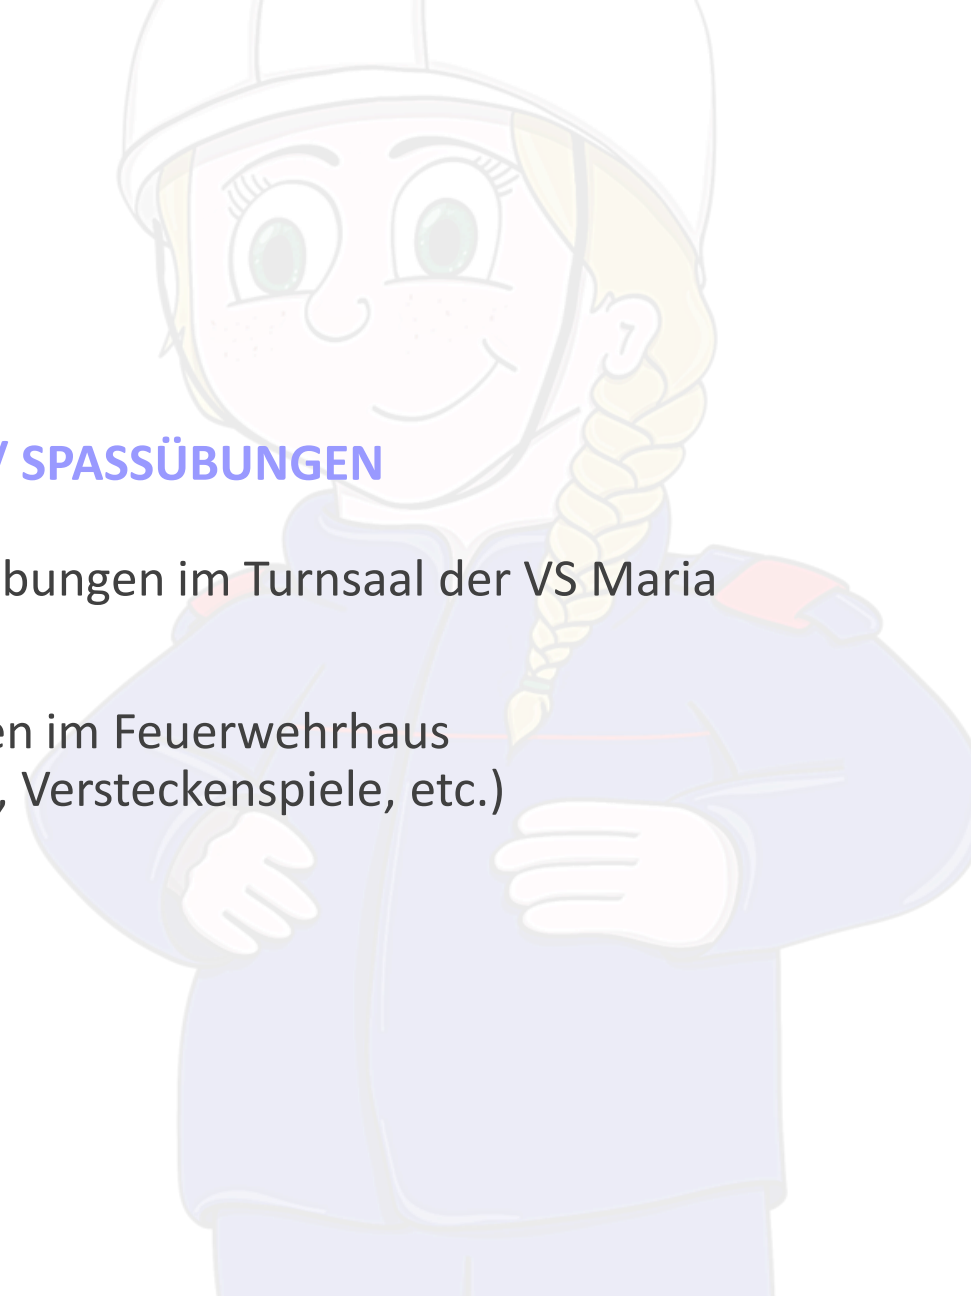 / SPASSÜBUNGEN
bungen im Turnsaal der VS Maria
en im Feuerwehrhaus
, Versteckenspiele, etc.)